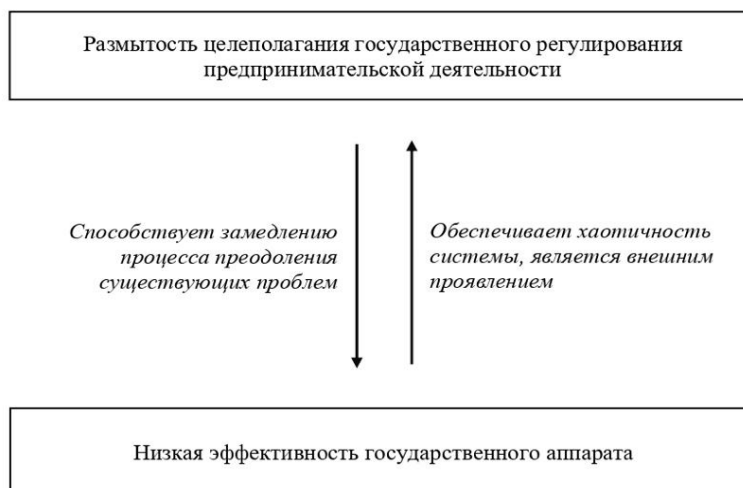 Размытость целеполагания государственного регулирования
предпринимательской деятельности
Способствует замедлению
процесса преодоления
существующих проблем
Обеспечивает хаотичность
системы, является внешним
проявлением
Низкая эффективность государственного аппарата